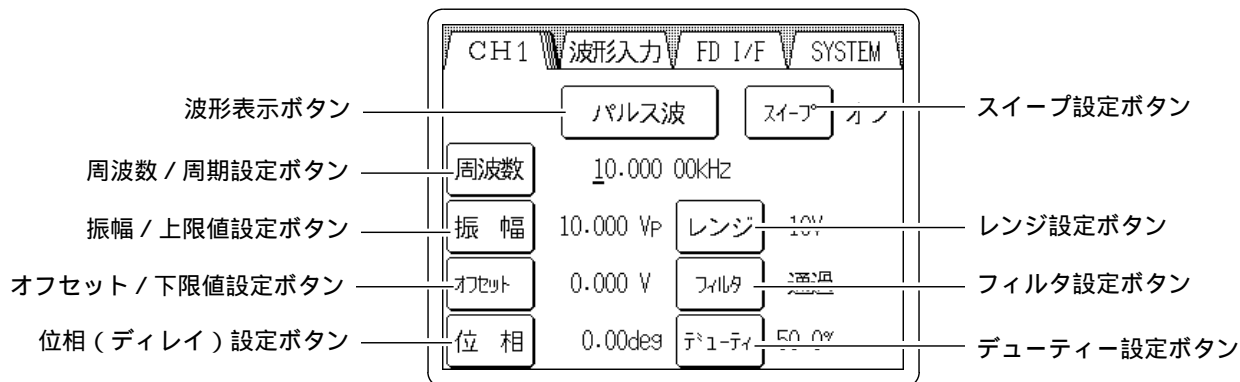 CH1 波形入力 FD I/F SYSTEM
波形表示ボタン パルス波 スイープ オフ スイープ設定ボタン
周波数 / 周期設定ボタン 周波数 10.000 00kHz
振幅 / 上限値設定ボタン 振 幅 10.000 Vp レンジ 10V レンジ設定ボタン
オフセット / 下限値設定ボタン オフセット 0.000 V フィルタ 通過 フィルタ設定ボタン
位相 ( ディレイ ) 設定ボタン 位 相 0.00deg デューティ 50.0% デューティー設定ボタン